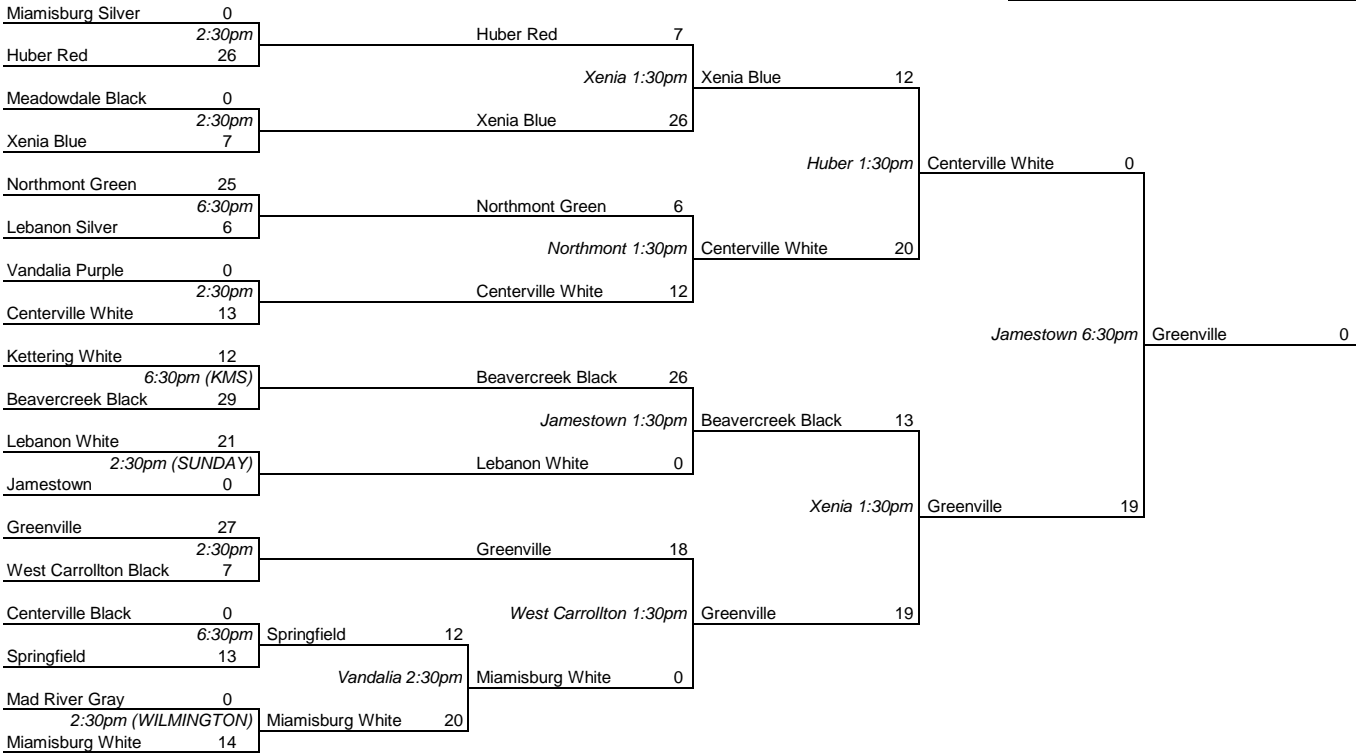 Miamisburg Silver 0
2:30pm
Huber Red 26
Huber Red 7
Xenia 1:30pm
Xenia Blue 12
Meadowdale Black 0
2:30pm
Xenia Blue 26
Xenia Blue 7
Huber 1:30pm
Centerville White 0
Northmont Green 25
6:30pm
Northmont Green 6
Lebanon Silver 6
Northmont 1:30pm
Centerville White 20
Vandalia Purple 0
2:30pm
Centerville White 12
Centerville White 13
Jamestown 6:30pm
Greenville 0
Kettering White 12
6:30pm (KMS)
Beavercreek Black 26
Beavercreek Black 29
Jamestown 1:30pm
Beavercreek Black 13
Lebanon White 21
2:30pm (SUNDAY)
Lebanon White 0
Jamestown 0
Xenia 1:30pm
Greenville 19
Greenville 27
2:30pm
Greenville 18
West Carrollton Black 7
Centerville Black 0
West Carrollton 1:30pm
Greenville 19
6:30pm
Springfield 12
Springfield 13
Vandalia 2:30pm
Miamisburg White 0
Mad River Gray 0
2:30pm (WILMINGTON)
Miamisburg White 20
Miamisburg White 14